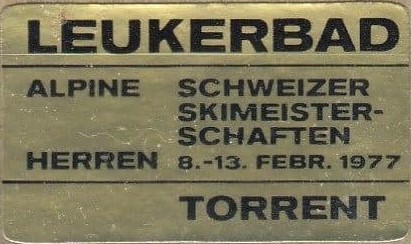 LEUKERBAD
ALPINE SCHWEIZER
SKIMEISTER-
SCHAFTEN
HERREN 8.-13. FEBR. 1977
TORRENT